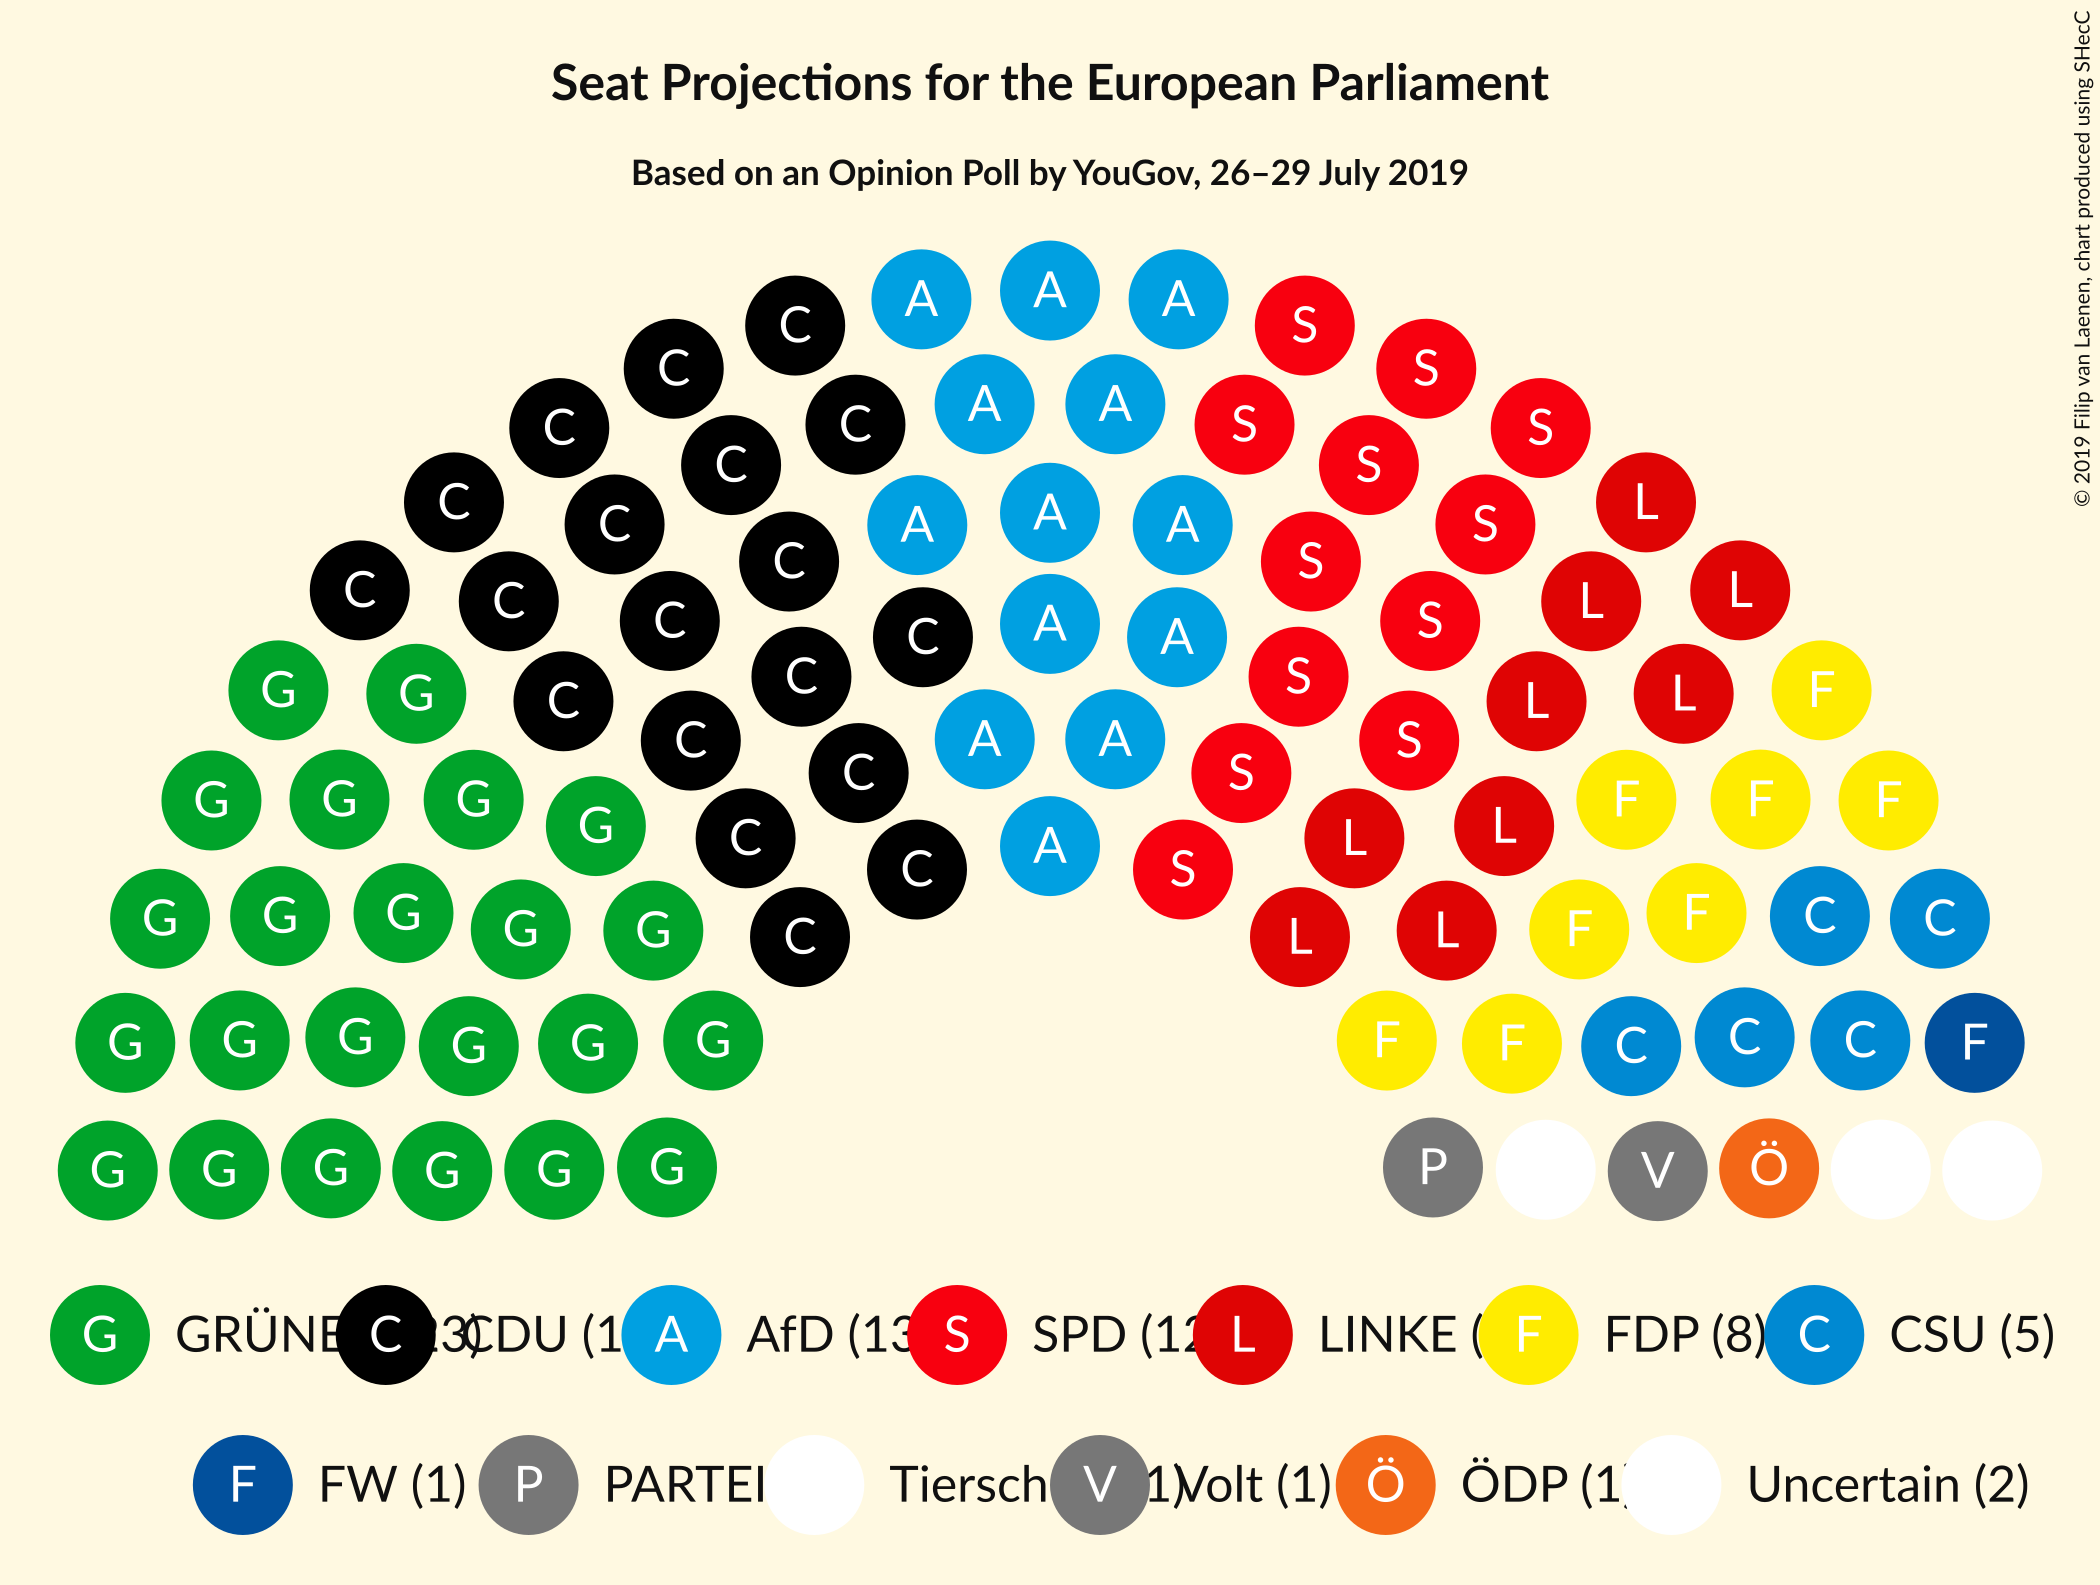 Seat Projections for the European Parliament
Based on an Opinion Poll by YouGov, 26–29 July 2019
© 2019 Filip van Laenen, chart produced using SHecC
C A A A S
C S
C C A A S S
C S
C C A A A S L
C C C S L L
C C A A S
G G C C S L L F
C C A A S S
G G G G C A L L F F F
C S
G G G G G C L L F F C C
G G G G G G F F C C C F
G G G G G G P V Ö
G GRÜNE 3) C CDU (1 A AfD (13 S SPD (12 L LINKE ( F FDP (8) C CSU (5)
F FW (1) P PARTEI Tiersch V 1) Volt (1) Ö ÖDP (1) Uncertain (2)